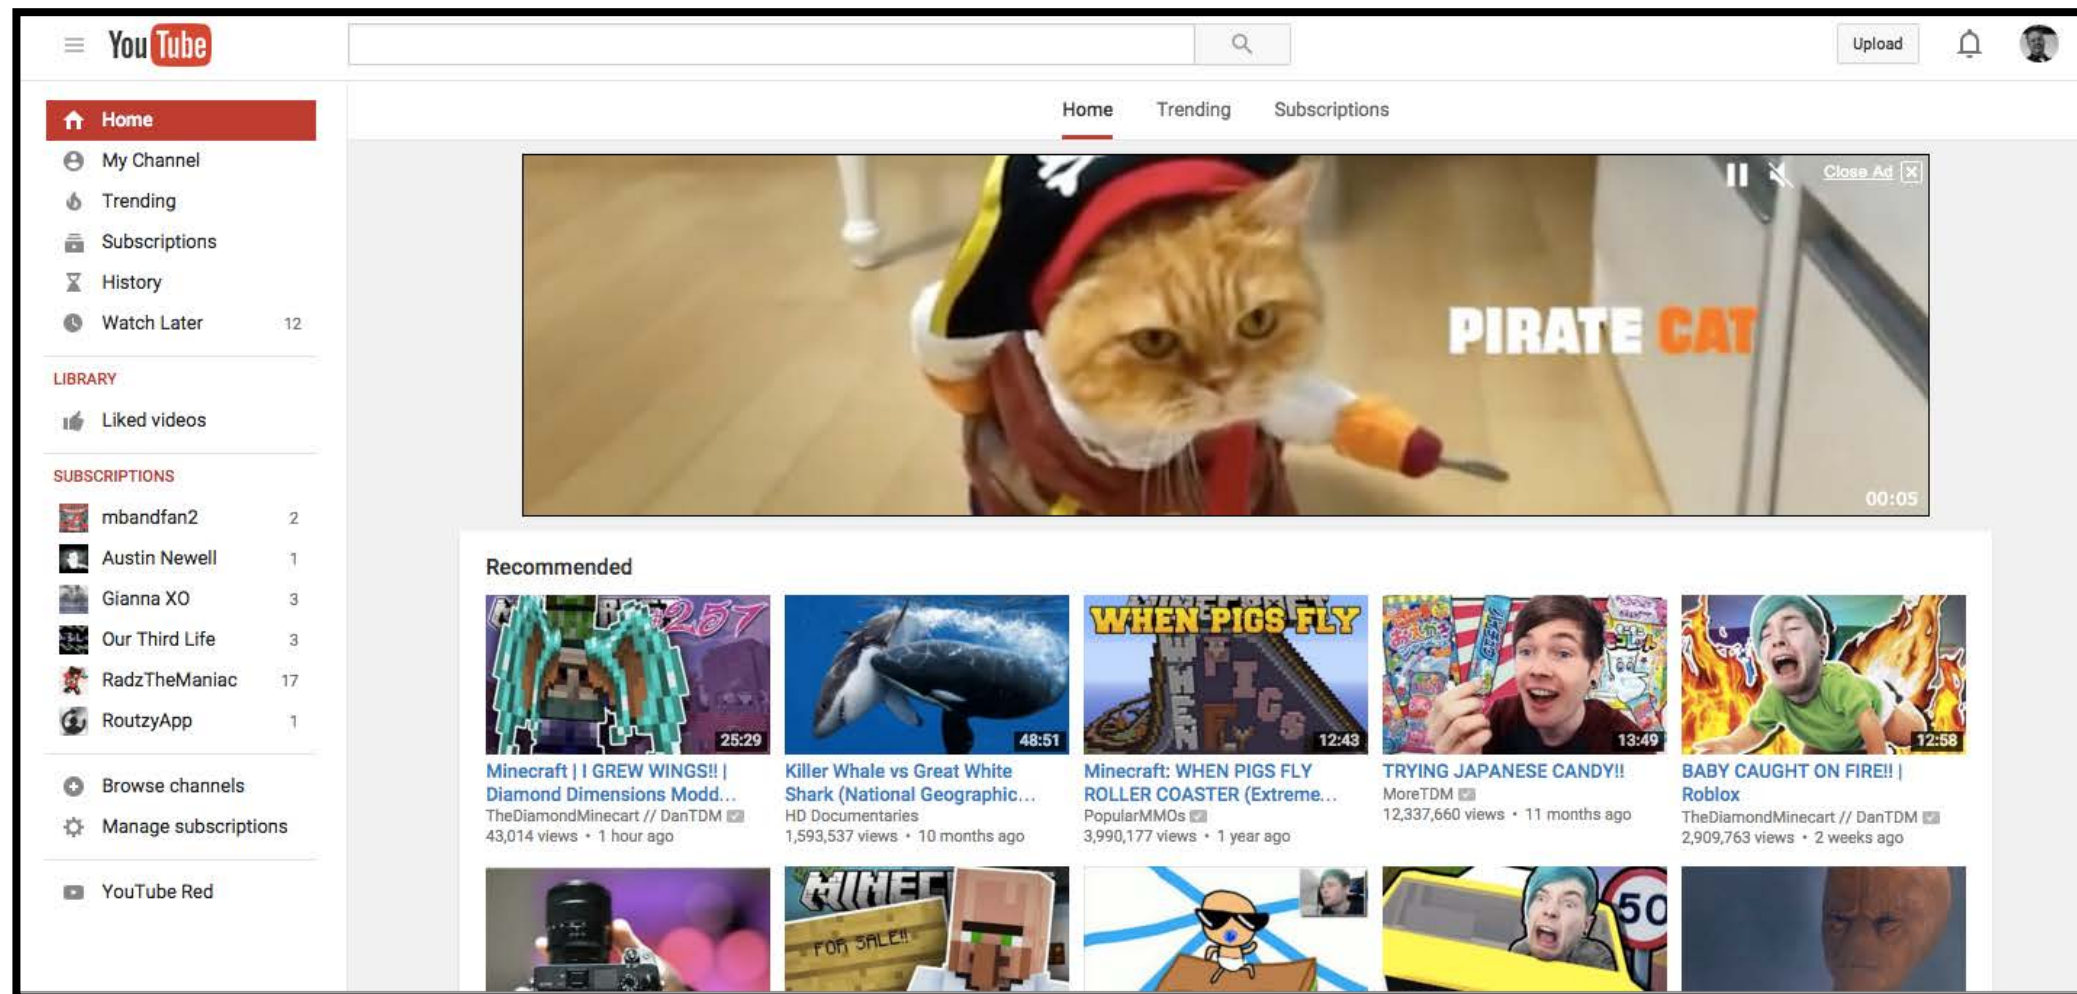 YouTube
Upload
Home
My Channel
Trending
Subscriptions
History
Watch Later 12
LIBRARY
Liked videos
SUBSCRIPTIONS
mbandfan2 2
Austin Newell 1
Gianna XO 3
Our Third Life 3
RadzTheManiac 17
RoutzyApp 1
Browse channels
Manage subscriptions
YouTube Red
Home Trending Subscriptions
Close Ad
PIRATE CAT
00:05
Recommended
#257
25:29
Minecraft | I GREW WINGS!! |
Diamond Dimensions Modd...
TheDiamondMinecart // DanTDM
43,014 views • 1 hour ago
48:51
Killer Whale vs Great White
Shark (National Geographic...
HD Documentaries
1,593,537 views • 10 months ago
MINECRAFT
WHEN PIGS FLY
WHEN
PIGS
FLY
12:43
Minecraft: WHEN PIGS FLY
ROLLER COASTER (Extreme...
PopularMMOs
3,990,177 views • 1 year ago
13:49
TRYING JAPANESE CANDY!!
MoreTDM
12,337,660 views • 11 months ago
12:58
BABY CAUGHT ON FIRE!! |
Roblox
TheDiamondMinecart // DanTDM
2,909,763 views • 2 weeks ago
MINEC
FOR SALE!!
50